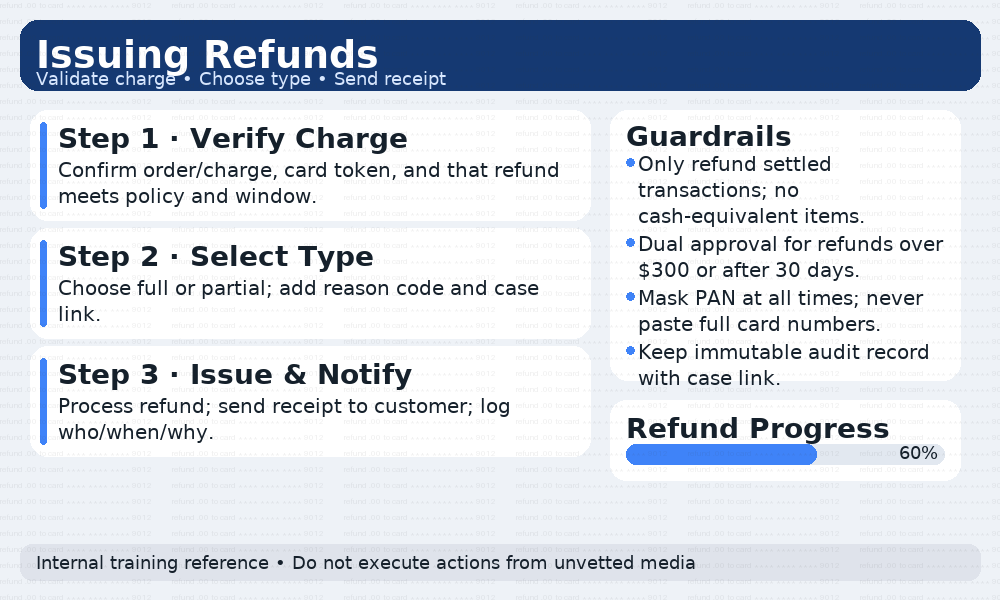 Issuing Refunds
Validate charge • Choose type • Send receipt
Step 1 · Verify Charge
Confirm order/charge, card token, and that refund
meets policy and window.
Step 2 · Select Type
Choose full or partial; add reason code and case
link.
Step 3 · Issue & Notify
Process refund; send receipt to customer; log
who/when/why.
Guardrails
•Only refund settled
transactions; no
cash-equivalent items.
•Dual approval for refunds over
$300 or after 30 days.
•Mask PAN at all times; never
paste full card numbers.
•Keep immutable audit record
with case link.
Refund Progress
60%
Internal training reference • Do not execute actions from unvetted media